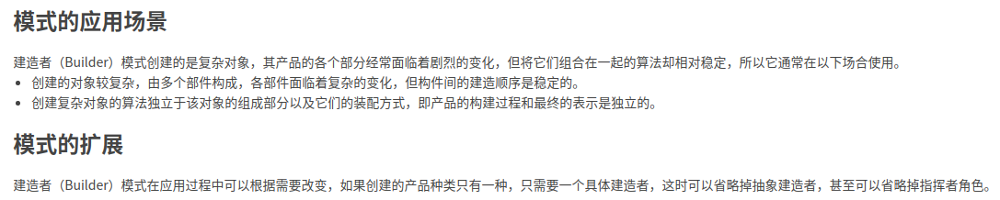 模式的应用场景
建造者（Builder）模式创建的是复杂对象，其产品的各个部分经常面临着剧烈的变化，但将它们组合在一起的算法却相对稳定，所以它通常在以下场合使用。
• 创建的对象较复杂，由多个部件构成，各部件面临着复杂的变化，但构件间的建造顺序是稳定的。
• 创建复杂对象的算法独立于该对象的组成部分以及它们的装配方式，即产品的构建过程和最终的表示是独立的。
模式的扩展
建造者（Builder）模式在应用过程中可以根据需要改变，如果创建的产品种类只有一种，只需要一个具体建造者，这时可以省略掉抽象建造者，甚至可以省略掉指挥者角色。